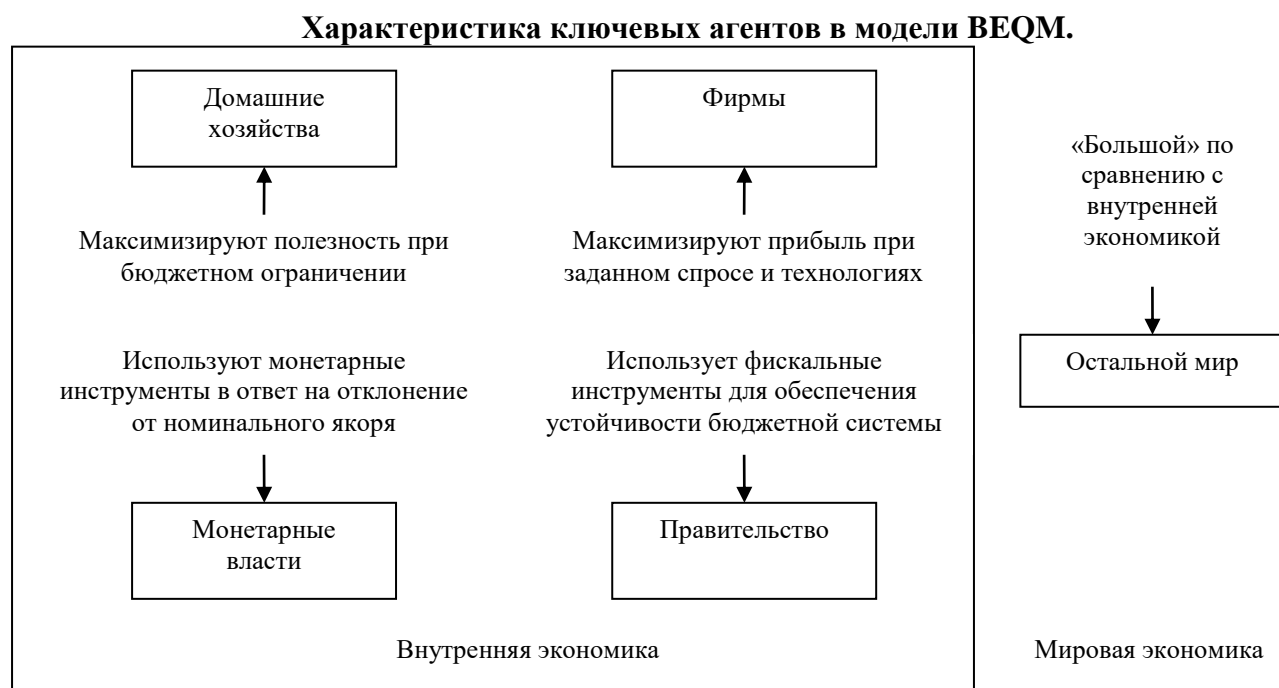 Характеристика ключевых агентов в модели BEQM.
Домашние
хозяйства
Фирмы
«Большой» по
сравнению с
внутренней
экономикой
Максимизируют полезность при
бюджетном ограничении
Максимизируют прибыль при
заданном спросе и технологиях
Используют монетарные
инструменты в ответ на отклонение
от номинального якоря
Использует фискальные
инструменты для обеспечения
устойчивости бюджетной системы
Остальной мир
Монетарные
власти
Правительство
Внутренняя экономика
Мировая экономика